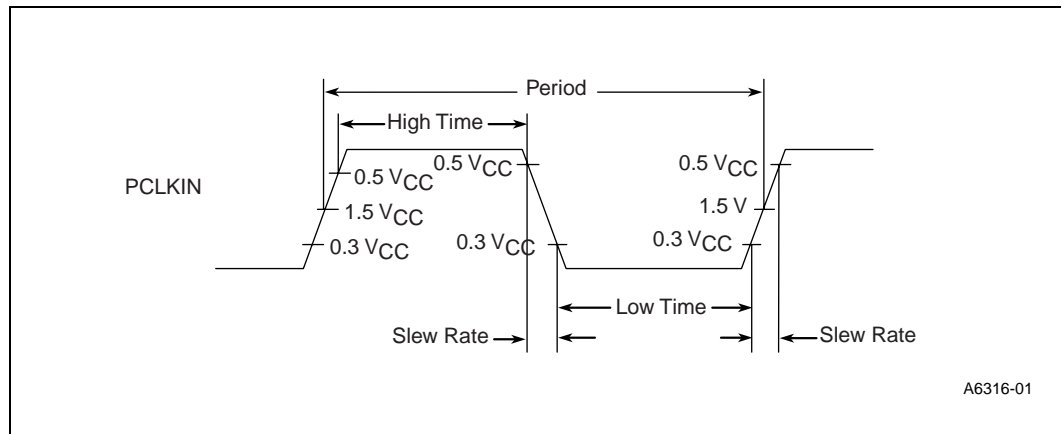 Period
High Time
PCLKIN
0.5 VCC
0.5 VCC
0.5 VCC
1.5 VCC
1.5 V
0.3 VCC
0.3 VCC
0.3 VCC
Low Time
Slew Rate
Slew Rate
A6316-01